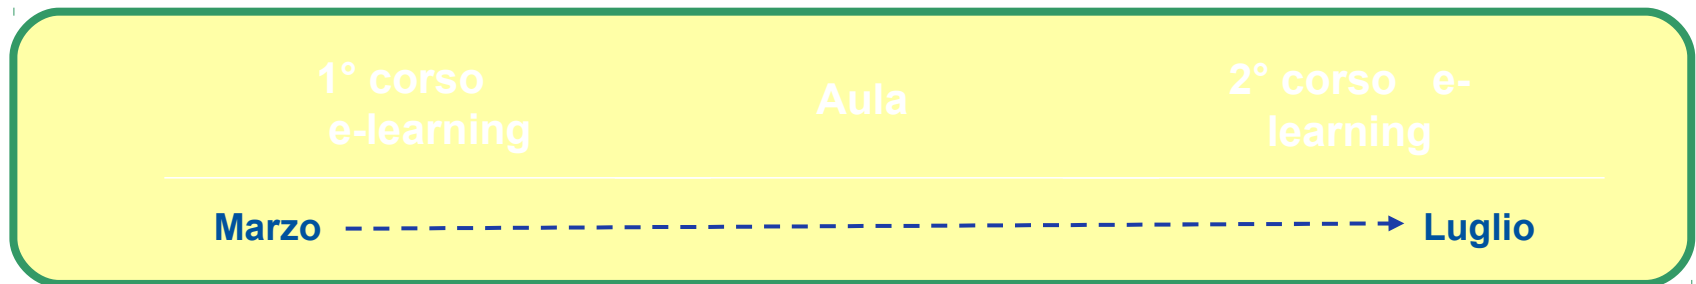 1° corso
e-learning
Aula
2° corso e-
learning
Marzo
Luglio